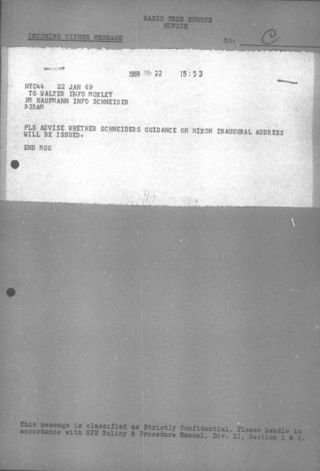 RADIO FREE EUROPE
MUNICH
INCOMING CIPHER MESSAGE
TO: C
1969 JAN 22 15:53
NYC44 22 JAN 69
TO WALTER INFO MOXLEY
FM KAUFMANN INFO SCHNEIDER
935AM
PLS ADVISE WHETHER SCHNEIDERS GUIDANCE ON NIXON INAUGURAL ADDRESS
WILL BE ISSUED.
END MSG
This message is classified as Strictly Confidential. Please handle in
accordance with RFE Policy & Procedure Manual, Div. II, Section 1 & 2.